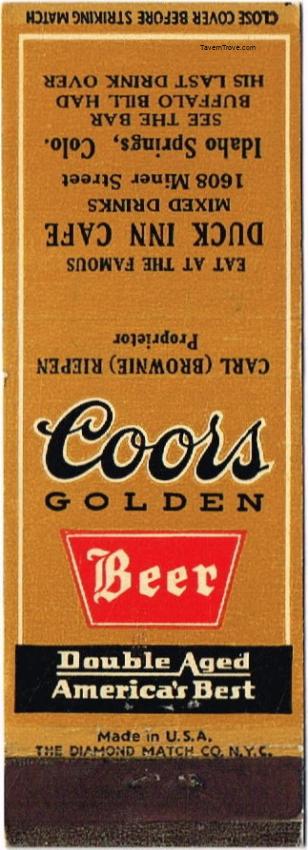 CLOSE COVER BEFORE STRIKING MATCH
TavernTrove.com
CARL (BROWNIE) RIEPEN
Proprietor
EAT AT THE FAMOUS
DUCK INN CAFE
MIXED DRINKS
1608 Miner Street
Idaho Springs, Colo.
SEE THE BAR
BUFFALO BILL HAD
HIS LAST DRINK OVER
Coors
GOLDEN
Beer
Double Aged
America's Best
Made in U.S.A.
THE DIAMOND MATCH CO. N.Y.C.